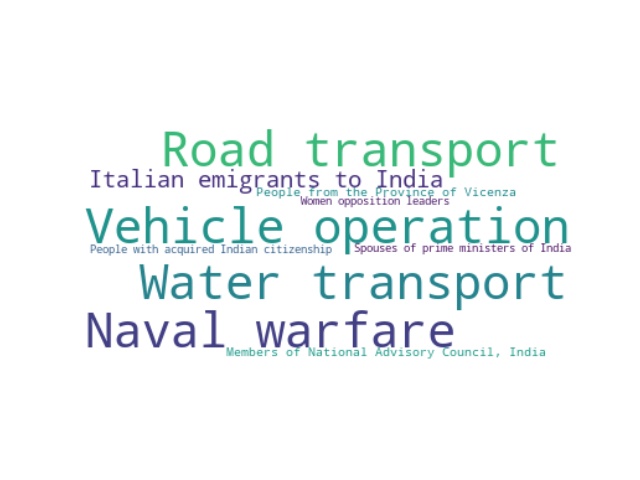 Road transport
Italian emigrants to India
People from the Province of Vicenza
Women opposition leaders
Vehicle operation
People with acquired Indian citizenship
Spouses of prime ministers of India
Water transport
Naval warfare
Members of National Advisory Council, India